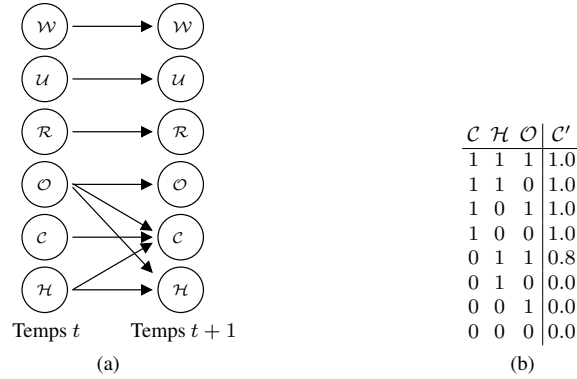 𝒲 𝒲
𝒰 𝒰
ℛ ℛ
𝒪 𝒪
𝒞 𝒞
ℋ ℋ
Temps t Temps t + 1
(a)
𝒞 ℋ 𝒪 𝒞′
1 1 1 1.0
1 1 0 1.0
1 0 1 1.0
1 0 0 1.0
0 1 1 0.8
0 1 0 0.0
0 0 1 0.0
0 0 0 0.0
(b)